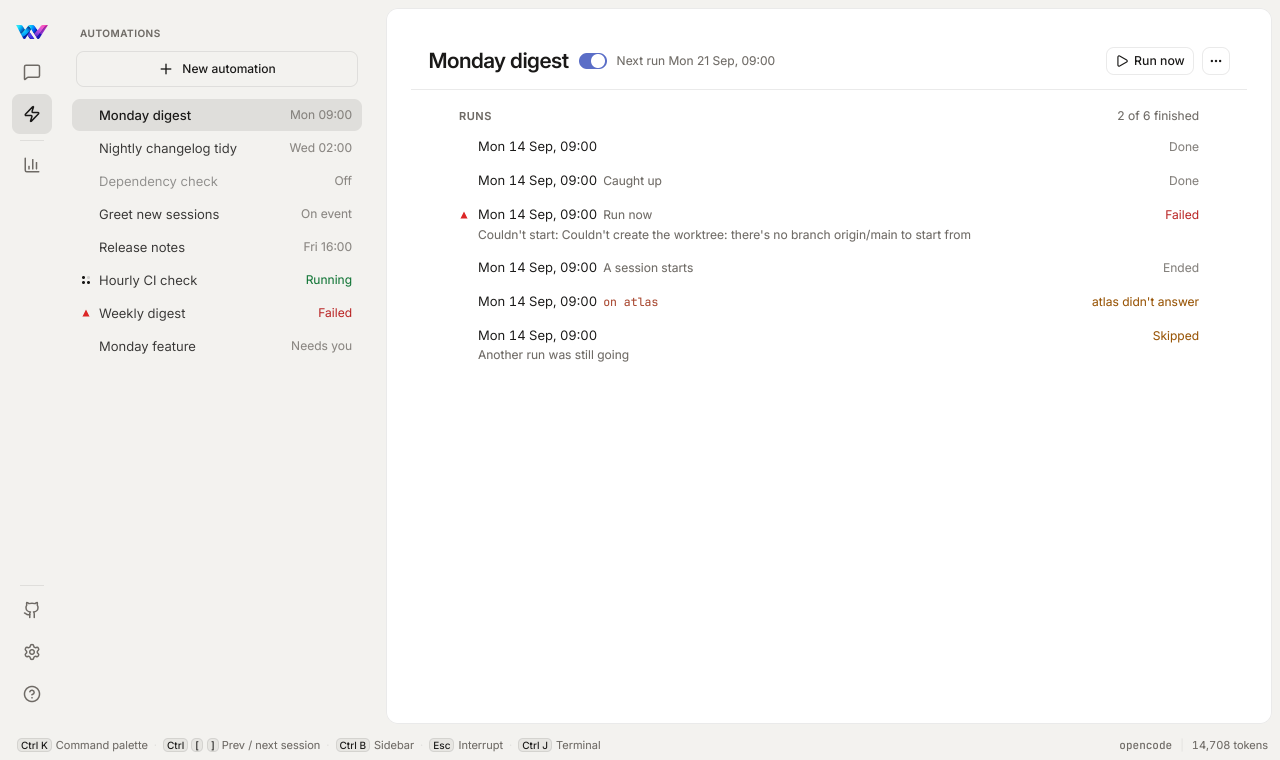 AUTOMATIONS
New automation
Monday digest Mon 09:00
Nightly changelog tidy Wed 02:00
Dependency check Off
Greet new sessions On event
Release notes Fri 16:00
Hourly CI check Running
Weekly digest Failed
Monday feature Needs you
Monday digest Next run Mon 21 Sep, 09:00 Run now
RUNS 2 of 6 finished
Mon 14 Sep, 09:00 Done
Mon 14 Sep, 09:00 Caught up Done
Mon 14 Sep, 09:00 Run now Failed
Couldn't start: Couldn't create the worktree: there's no branch origin/main to start from
Mon 14 Sep, 09:00 A session starts Ended
Mon 14 Sep, 09:00 on atlas atlas didn't answer
Mon 14 Sep, 09:00 Skipped
Another run was still going
Ctrl K Command palette Ctrl [ ] Prev / next session Ctrl B Sidebar Esc Interrupt Ctrl J Terminal opencode 14,708 tokens